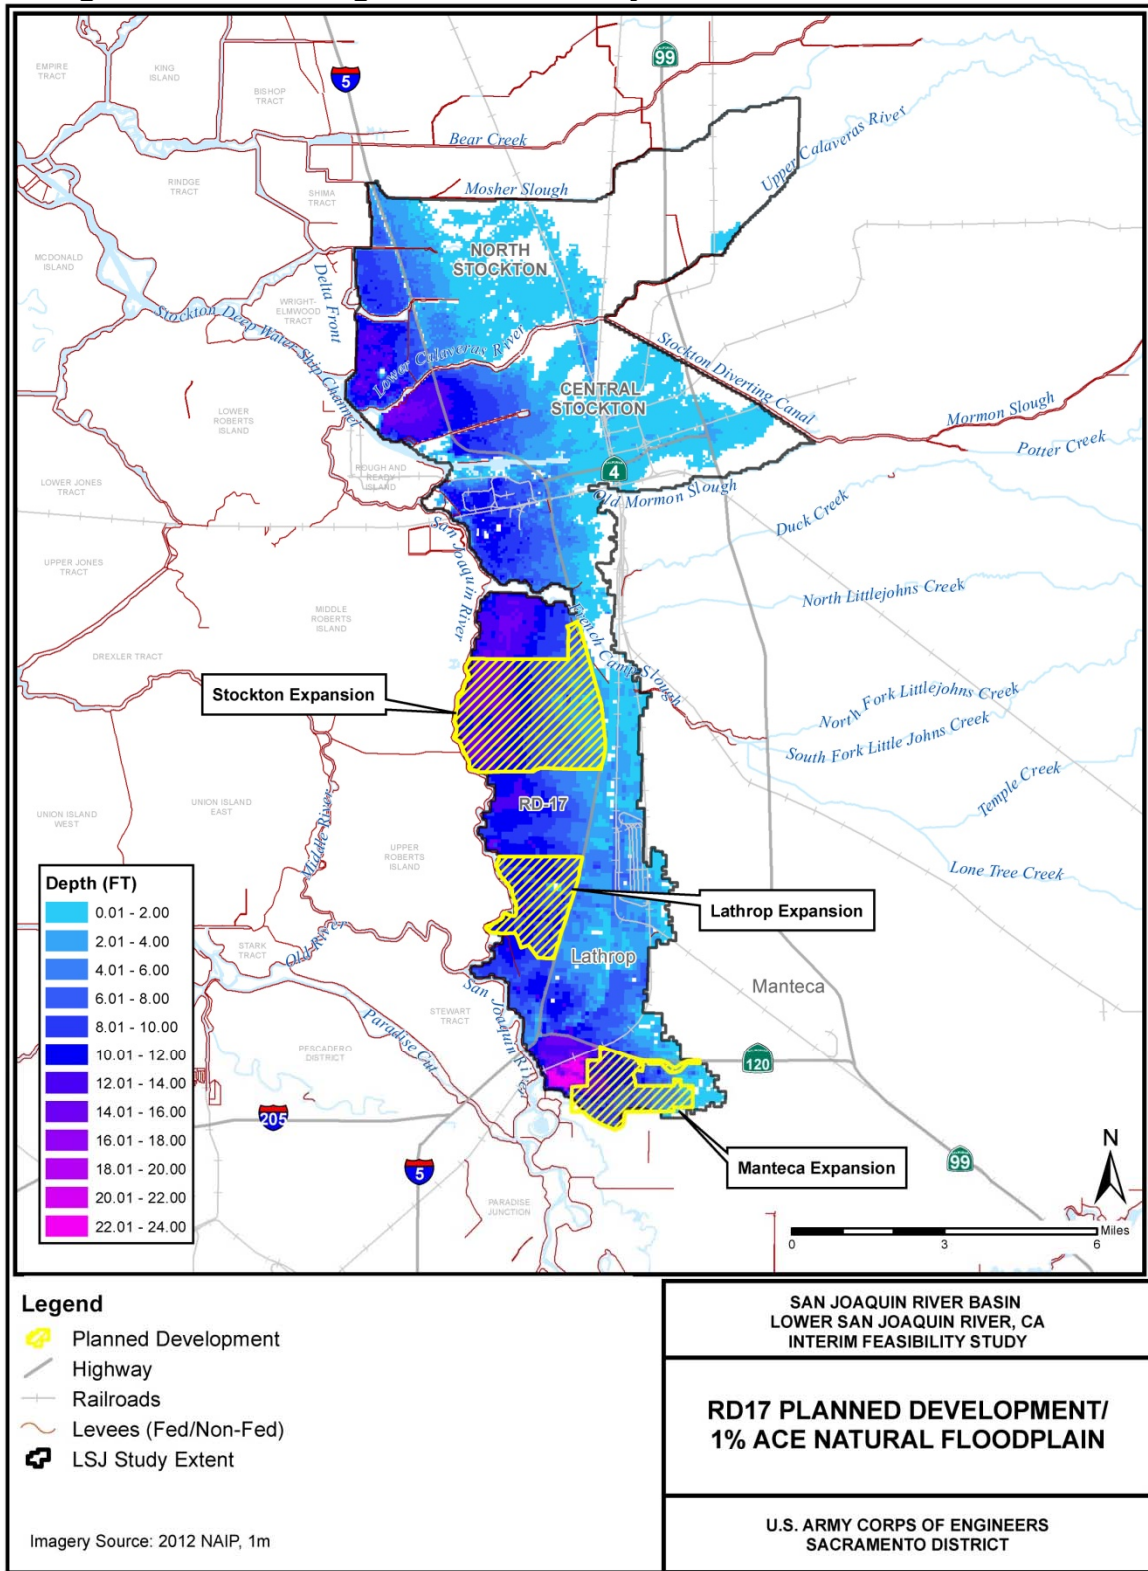 EMPIRE
TRACT
KING
ISLAND
BISHOP
TRACT
5
99
Bear Creek
Upper Calaveras River
RINDGE
TRACT
SHIMA
TRACT
Mosher Slough
NORTH
STOCKTON
MCDONALD
ISLAND
Delta Front
WRIGHT-
ELMWOOD
TRACT
Stockton Deep Water Ship Channel
Lower Calaveras River
Stockton Diverting Canal
CENTRAL
STOCKTON
LOWER
ROBERTS
ISLAND
Mormon Slough
Potter Creek
ROUGH AND
READY
ISLAND
4
LOWER JONES
TRACT
Old Mormon Slough
Duck Creek
San Joaquin River
UPPER JONES
TRACT
North Littlejohns Creek
MIDDLE
ROBERTS
ISLAND
French Camp Slough
DREXLER TRACT
Stockton Expansion
North Fork Littlejohns Creek
South Fork Little Johns Creek
Temple Creek
UNION ISLAND
WEST
UNION ISLAND
EAST
Middle River
RD-17
UPPER
ROBERTS
ISLAND
Lone Tree Creek
Lathrop Expansion
Depth (FT)
0.01 - 2.00
2.01 - 4.00
4.01 - 6.00
6.01 - 8.00
8.01 - 10.00
10.01 - 12.00
12.01 - 14.00
14.01 - 16.00
16.01 - 18.00
18.01 - 20.00
20.01 - 22.00
22.01 - 24.00
STARK
TRACT
Old River
Lathrop
San Joaquin River
Manteca
STEWART
TRACT
Paradise Cut
PESCADERO
DISTRICT
120
205
5
Manteca Expansion
99
N
PARADISE
JUNCTION
Miles
0 3 6
Legend
Planned Development
Highway
Railroads
Levees (Fed/Non-Fed)
LSJ Study Extent
Imagery Source: 2012 NAIP, 1m
SAN JOAQUIN RIVER BASIN
LOWER SAN JOAQUIN RIVER, CA
INTERIM FEASIBILITY STUDY
RD17 PLANNED DEVELOPMENT/
1% ACE NATURAL FLOODPLAIN
U.S. ARMY CORPS OF ENGINEERS
SACRAMENTO DISTRICT